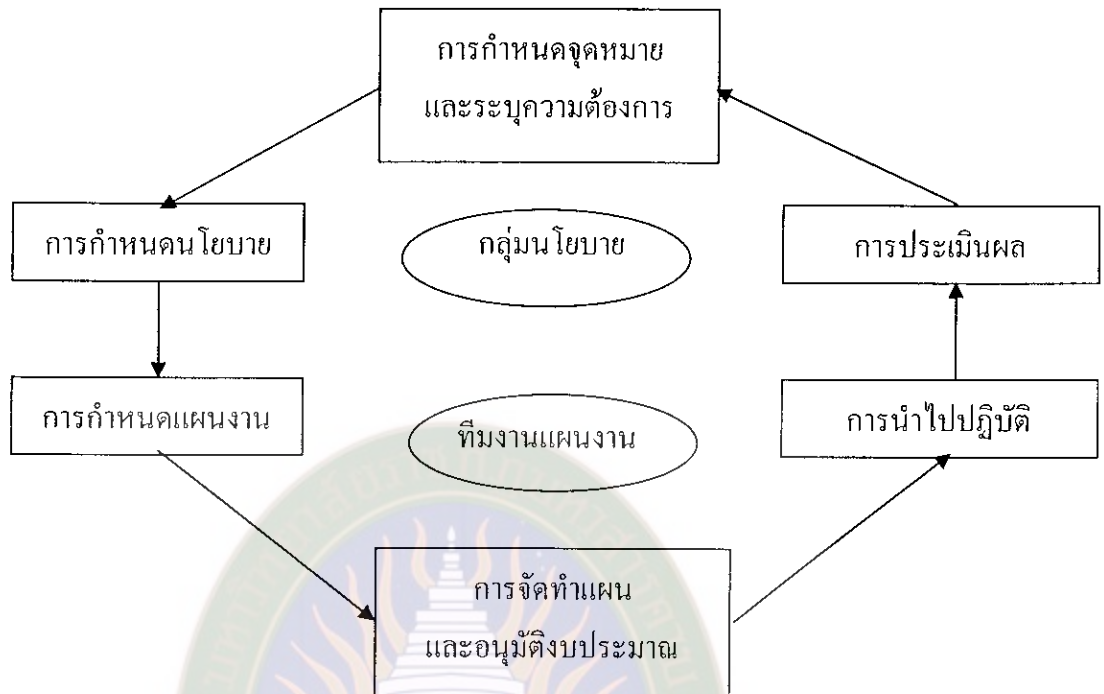 การกำหนดจุดหมาย
และระบุความต้องการ
การกำหนดนโยบาย
กลุ่มนโยบาย
การประเมินผล
การกำหนดแผนงาน
ทีมงานแผนงาน
การนำไปปฏิบัติ
การจัดทำแผน
และอนุมัติงบประมาณ